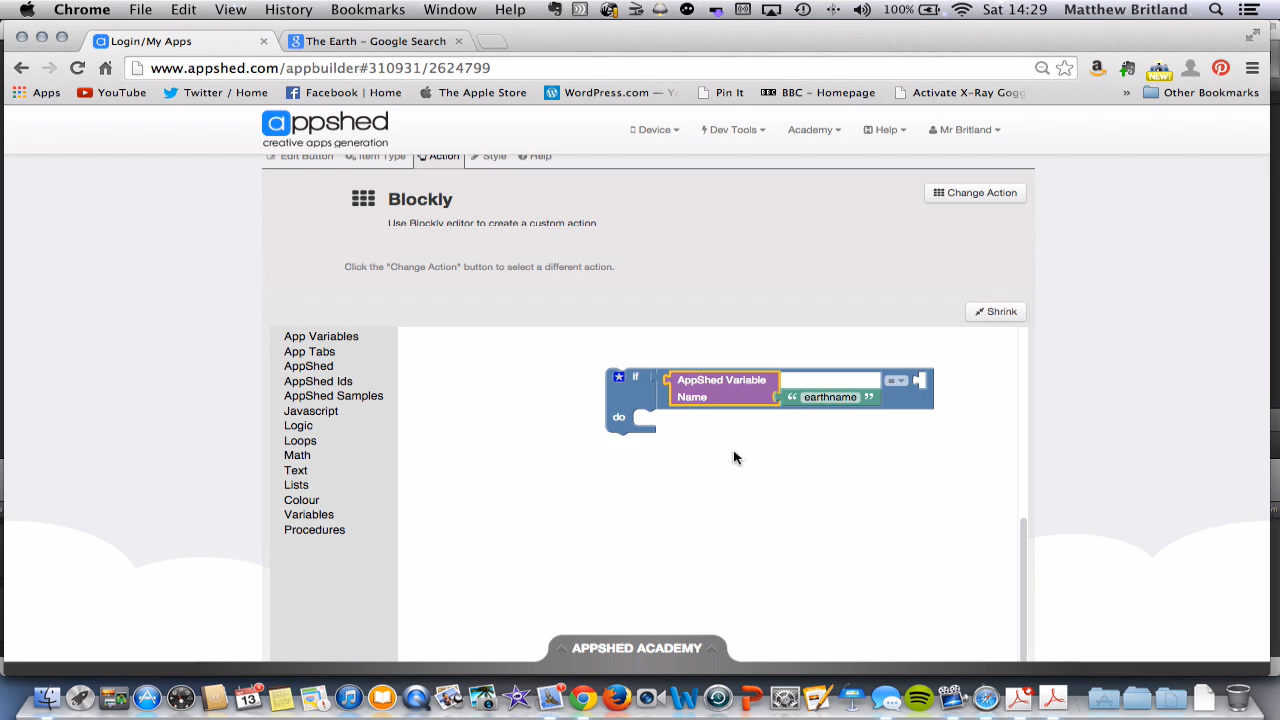 Chrome File Edit View History Bookmarks Window Help 100% Sat 14:29 Matthew Britland
Login/My Apps The Earth - Google Search
www.appshed.com/appbuilder#310931/2624799
Apps YouTube Twitter / Home Facebook | Home The Apple Store WordPress.com — Y Pin It BBC - Homepage Activate X-Ray Gogg » Other Bookmarks
NEW!
appshed
creative apps generation
Device Dev Tools Academy Help Mr Britland
Edit Button Item Type Action Style Help
Blockly
Change Action
Use Blockly editor to create a custom action
Click the "Change Action" button to select a different action.
Shrink
App Variables
App Tabs
AppShed
AppShed Ids
AppShed Samples
Javascript
Logic
Loops
Math
Text
Lists
Colour
Variables
Procedures
if AppShed Variable =
Name “ earthname ”
do
APPSHED ACADEMY